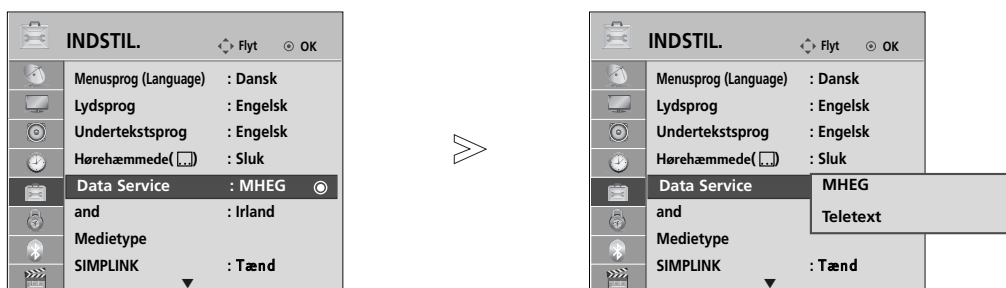 INDSTIL.
Flyt OK
Menusprog (Language) : Dansk
Lydsprog : Engelsk
Undertekstsprog : Engelsk
Hørehæmmede( ) : Sluk
Data Service : MHEG
and : Irland
Medietype
SIMPLINK : Tænd
INDSTIL.
Flyt OK
Menusprog (Language) : Dansk
Lydsprog : Engelsk
Undertekstsprog : Engelsk
Hørehæmmede( ) : Sluk
Data Service
MHEG
and
Teletext
Medietype
SIMPLINK : Tænd